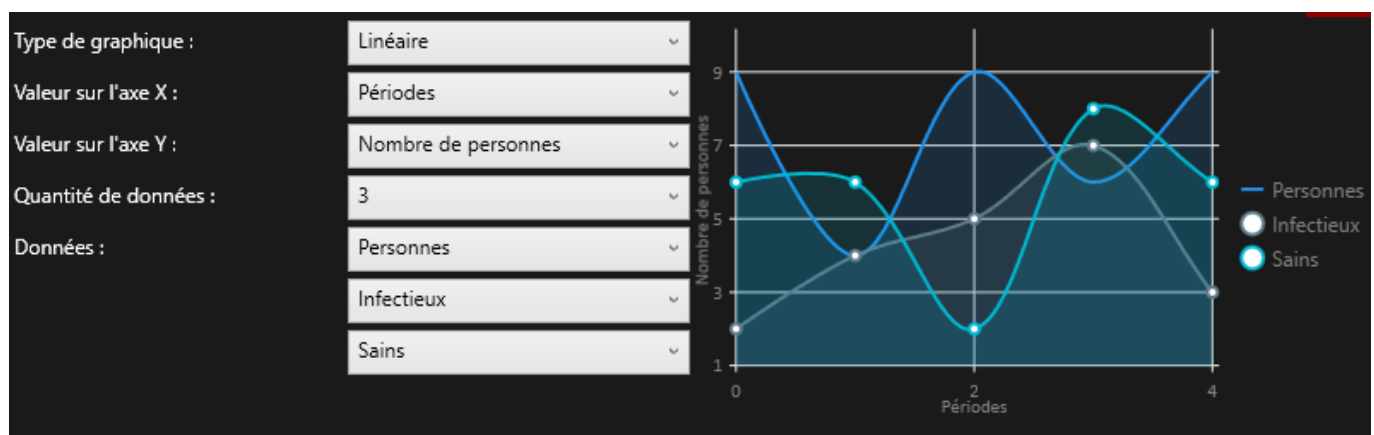 Type de graphique :
Linéaire
Valeur sur l'axe X :
Périodes
Valeur sur l'axe Y :
Nombre de personnes
Quantité de données :
3
Données :
Personnes
Infectieux
Sains
Nombre de personnes
9
7
5
3
1
0
2
4
Périodes
Personnes
Infectieux
Sains